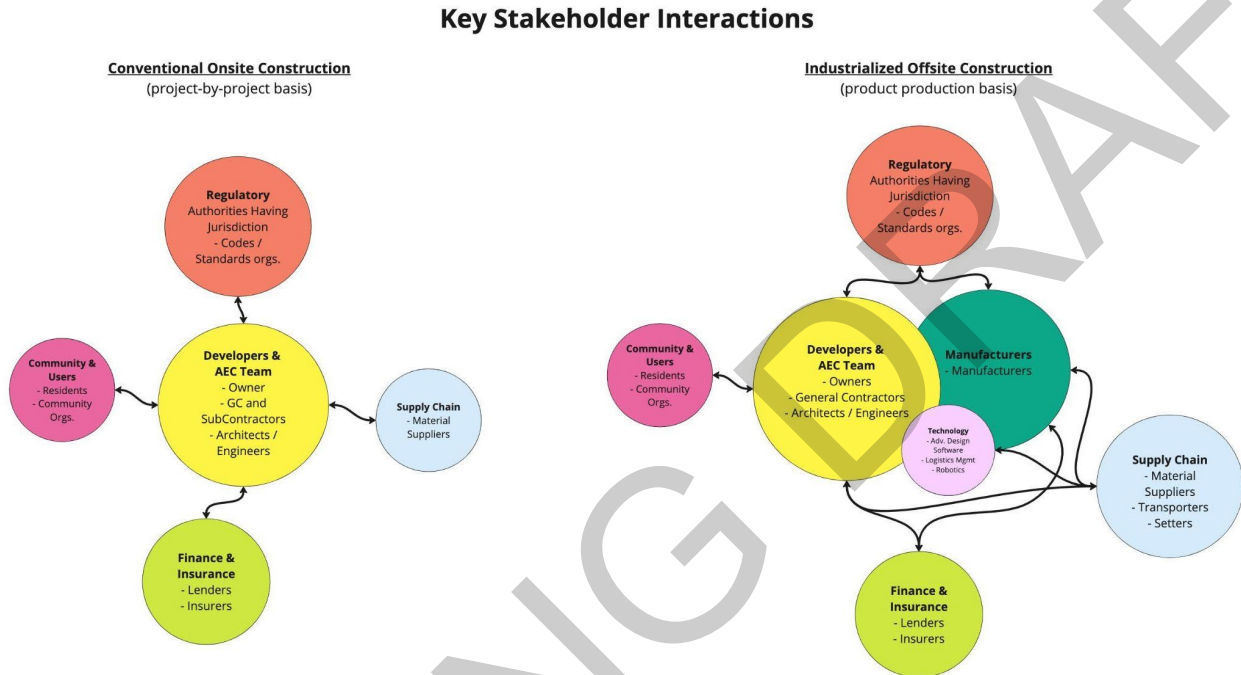 Key Stakeholder Interactions
Conventional Onsite Construction
(project-by-project basis)
Regulatory
Authorities Having
Jurisdiction
- Codes /
Standards orgs.
Community &
Users
- Residents
- Community
Orgs.
Developers &
AEC Team
- Owner
- GC and
SubContractors
- Architects /
Engineers
Supply Chain
- Material
Suppliers
Finance &
Insurance
- Lenders
- Insurers
Industrialized Offsite Construction
(product production basis)
Regulatory
Authorities Having
Jurisdiction
- Codes /
Standards orgs.
Community &
Users
- Residents
- Community
Orgs.
Developers &
AEC Team
- Owners
- General Contractors
- Architects / Engineers
Manufacturers
- Manufacturers
Technology
- Adv. Design
Software
- Logistics Mgmt
- Robotics
Supply Chain
- Material
Suppliers
- Transporters
- Setters
Finance &
Insurance
- Lenders
- Insurers